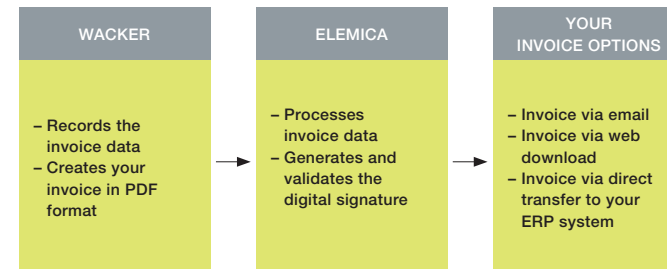 WACKER
– Records the
invoice data
– Creates your
invoice in PDF
format
ELEMICA
– Processes
invoice data
– Generates and
validates the
digital signature
YOUR
INVOICE OPTIONS
– Invoice via email
– Invoice via web
download
– Invoice via direct
transfer to your
ERP system